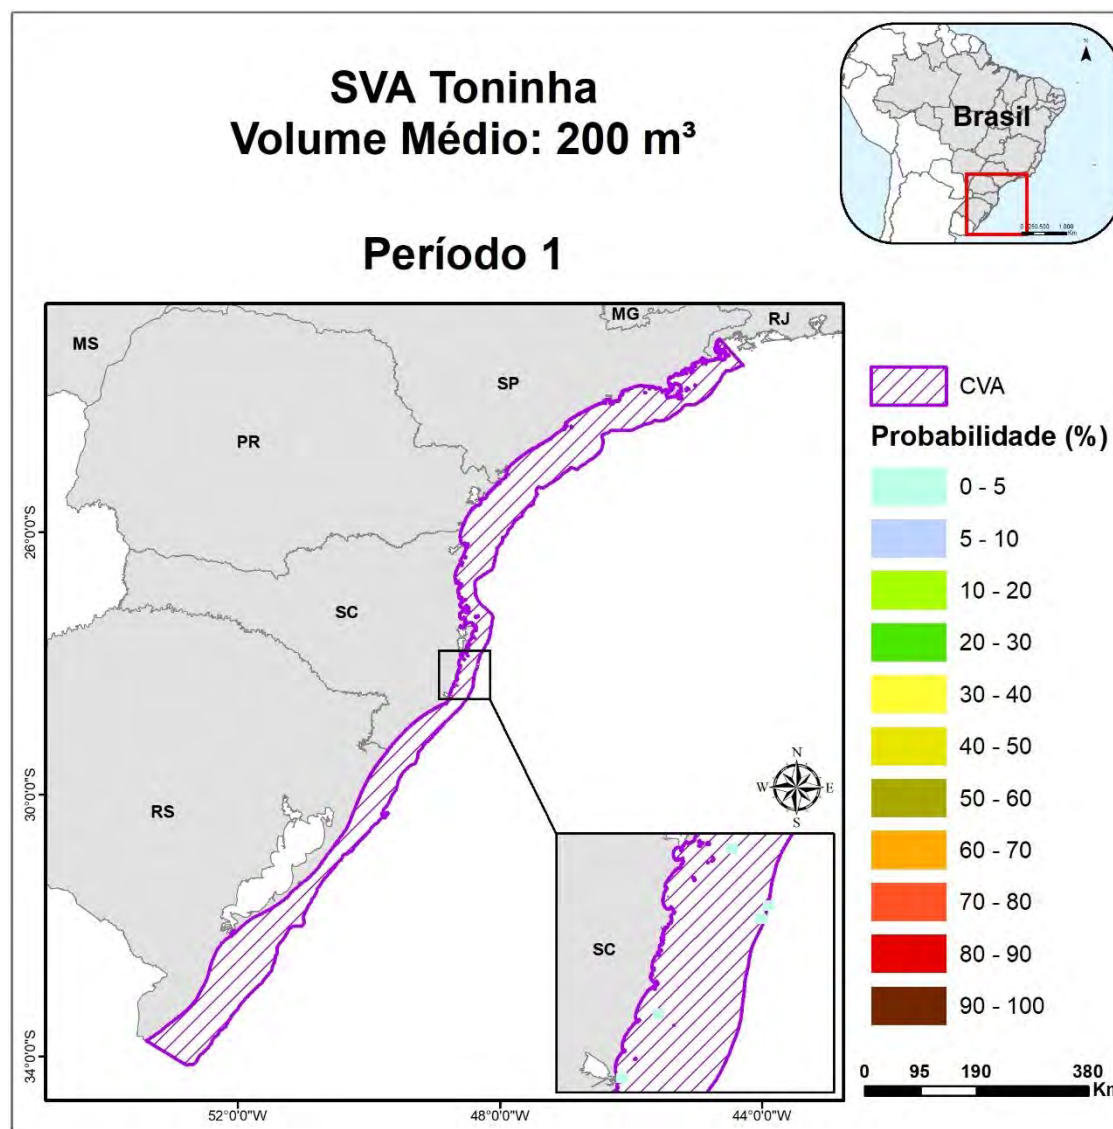 SVA Toninha
Volume Médio: 200 m³
Período 1
N
Brasil
Km
MG
RJ
MS
SP
PR
SC
RS
26°0'0"S
30°0'0"S
34°0'0"S
52°0'0"W
48°0'0"W
44°0'0"W
N
W
E
S
SC
CVA
Probabilidade (%)
0 - 5
5 - 10
10 - 20
20 - 30
30 - 40
40 - 50
50 - 60
60 - 70
70 - 80
80 - 90
90 - 100
0 95 190 380
Km